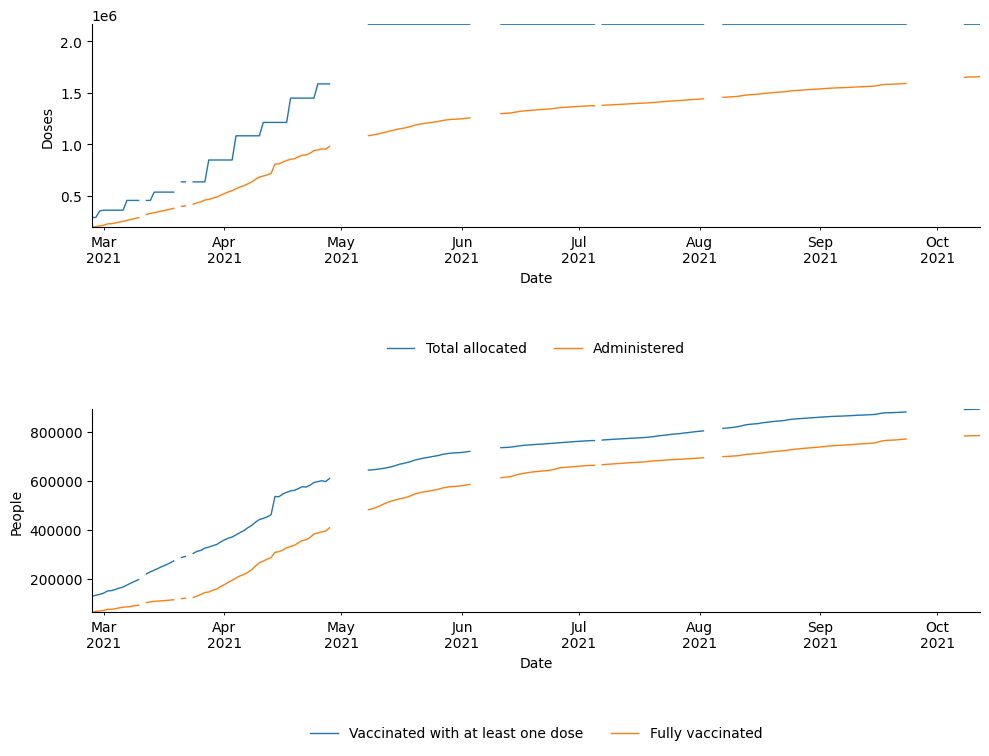 1e6
2.0
1.5
1.0
0.5
Doses
Mar Apr May Jun Jul Aug Sep Oct
2021 2021 2021 2021 2021 2021 2021 2021
Date
Total allocated Administered
800000
600000
400000
200000
People
Mar Apr May Jun Jul Aug Sep Oct
2021 2021 2021 2021 2021 2021 2021 2021
Date
Vaccinated with at least one dose Fully vaccinated